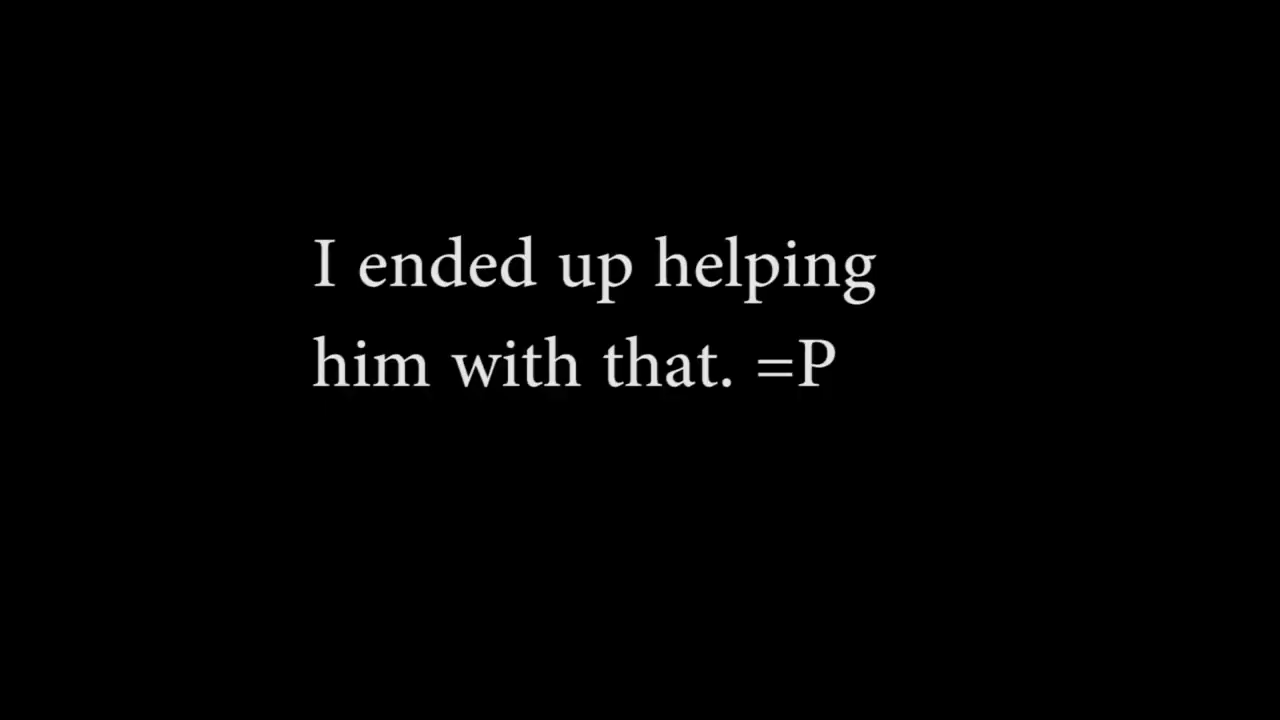 I ended up helping
him with that. =P